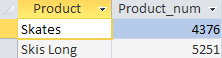 Product Product_num
Skates 4376
Skis Long 5251